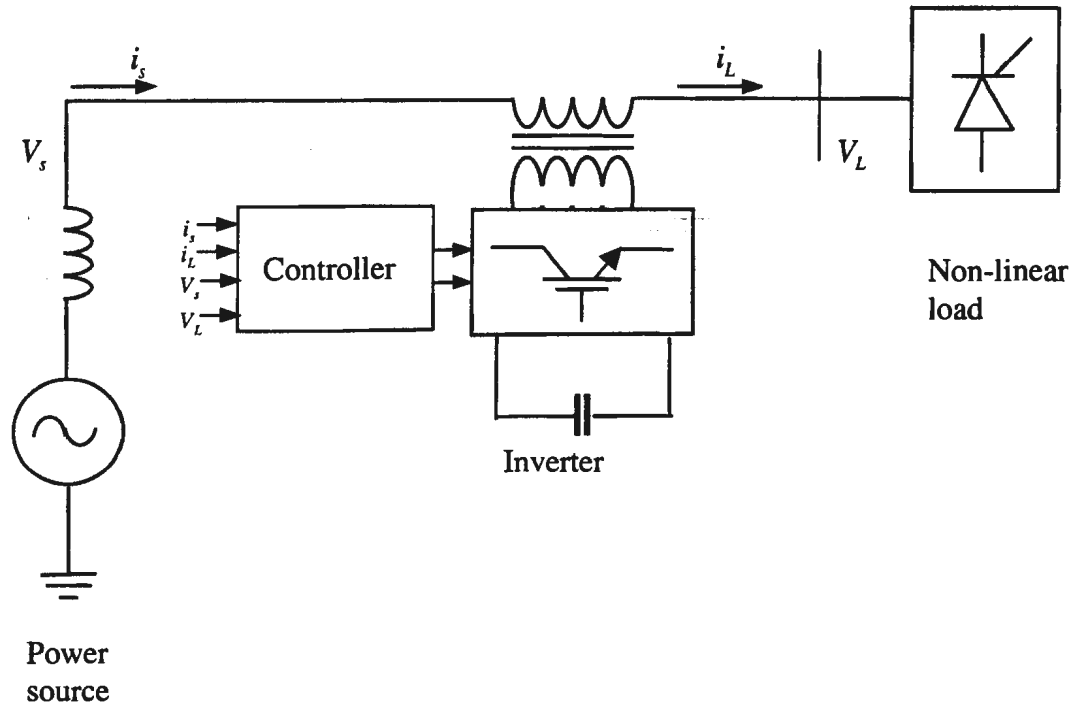 i_s
i_L
V_s
V_L
i_s
i_L
V_s
V_L
Controller
Non-linear
load
Inverter
Power
source